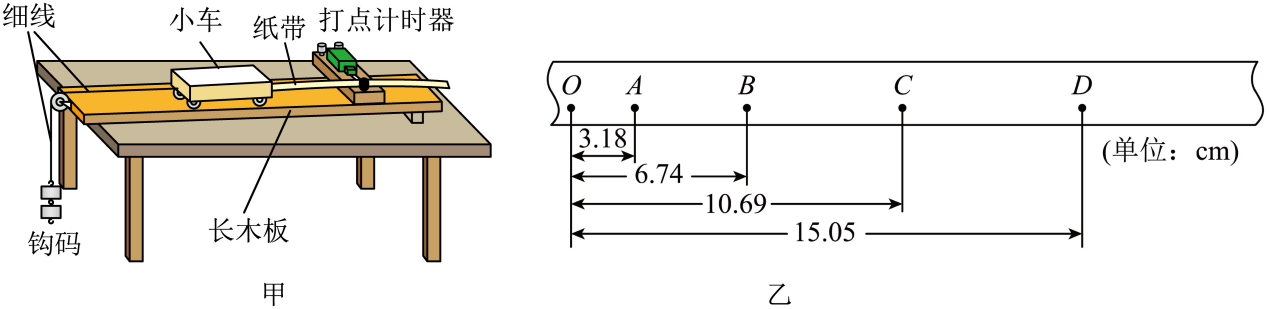 细线
小车
纸带
打点计时器
钩码
长木板
甲
O A B C D
3.18
6.74
10.69
15.05
(单位：cm)
乙